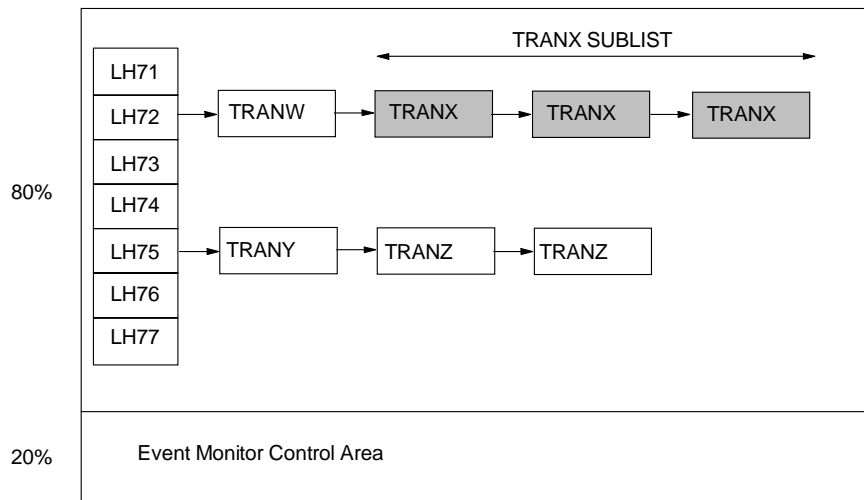 TRANX SUBLIST
LH71
LH72
TRANW
TRANX
TRANX
TRANX
LH73
80%
LH74
LH75
TRANY
TRANZ
TRANZ
LH76
LH77
20%
Event Monitor Control Area